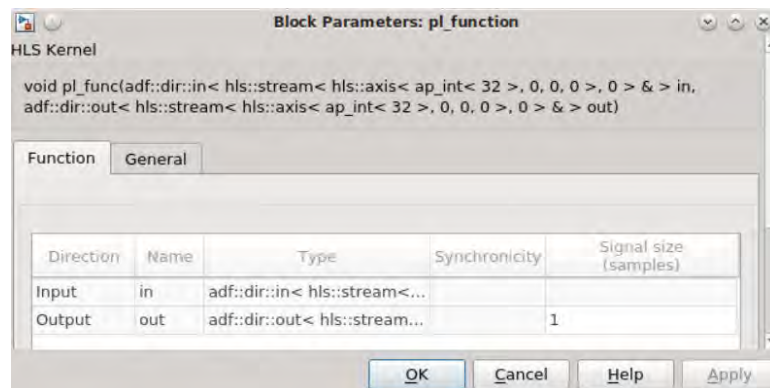 Block Parameters: pl_function
HLS Kernel
void pl_func(adf::dir::in< hls::stream< hls::axis< ap_int< 32 >, 0, 0, 0 >, 0 > & > in,
adf::dir::out< hls::stream< hls::axis< ap_int< 32 >, 0, 0, 0 >, 0 > & > out)
Function General
Direction Name Type Synchronicity Signal size
(samples)
Input in adf::dir::in< hls::stream<...
Output out adf::dir::out< hls::stream... 1
OK Cancel Help Apply